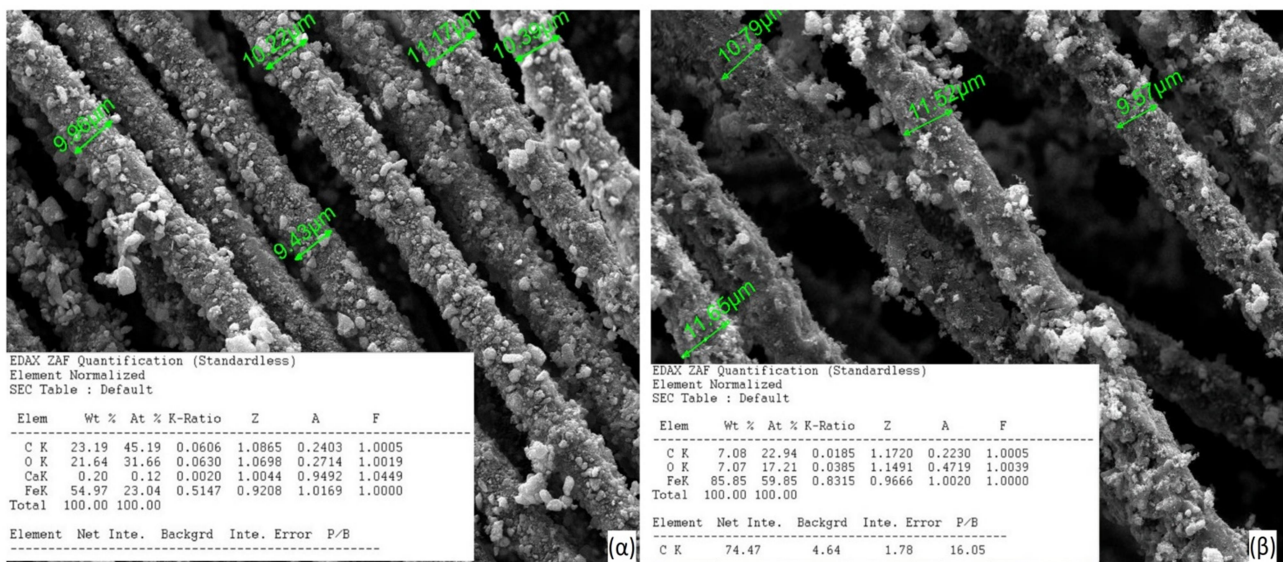 10.22µm
11.17µm
10.39µm
9.98µm
9.43µm
EDAX ZAF Quantification (Standardless)
Element Normalized
SEC Table : Default
Elem Wt % At % K-Ratio Z A F
C K 23.19 45.19 0.0606 1.0865 0.2403 1.0005
O K 21.64 31.66 0.0630 1.0698 0.2714 1.0019
CaK 0.20 0.12 0.0020 1.0044 0.9492 1.0449
FeK 54.97 23.04 0.5147 0.9208 1.0169 1.0000
Total 100.00 100.00
Element Net Inte. Backgrd Inte. Error P/B
(α)
10.79µm
11.52µm
9.57µm
11.65µm
EDAX ZAF Quantification (Standardless)
Element Normalized
SEC Table : Default
Elem Wt % At % K-Ratio Z A F
C K 7.08 22.94 0.0185 1.1720 0.2230 1.0005
O K 7.07 17.21 0.0385 1.1491 0.4719 1.0039
FeK 85.85 59.85 0.8315 0.9666 1.0020 1.0000
Total 100.00 100.00
Element Net Inte. Backgrd Inte. Error P/B
C K 74.47 4.64 1.78 16.05
(β)